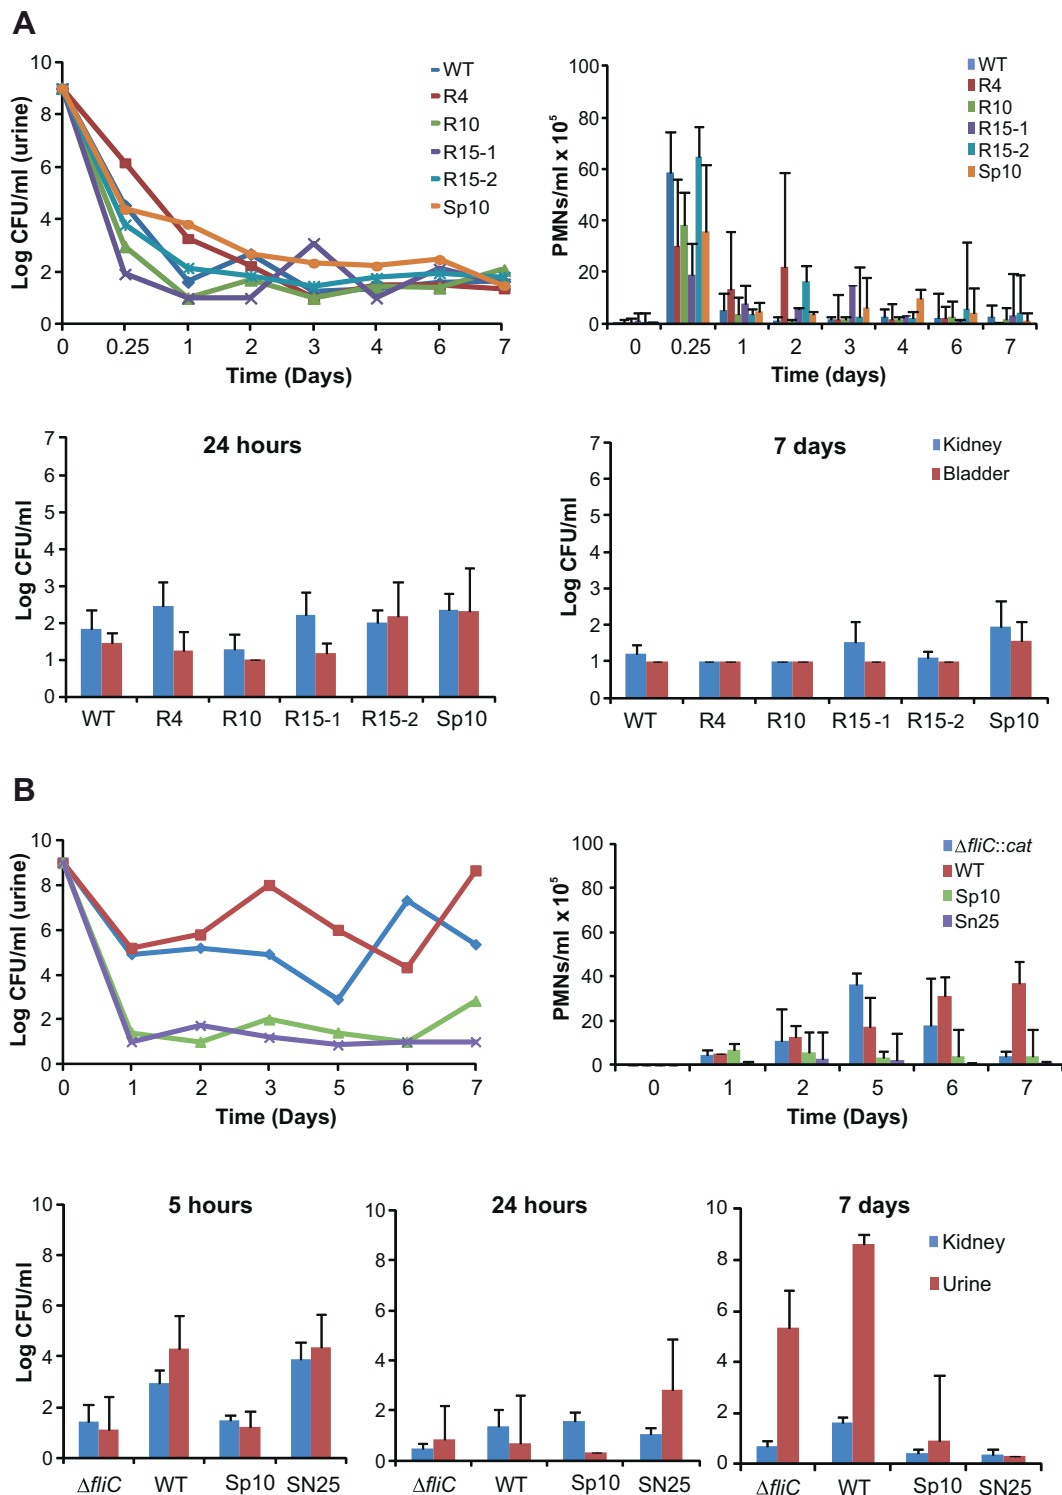 A
Log CFU/ml (urine)
10
8
6
4
2
0
0 0.25 1 2 3 4 6 7
Time (Days)
WT
R4
R10
R15-1
R15-2
Sp10
PMNs/ml x 10⁵
100
80
60
40
20
0
0 0.25 1 2 3 4 6 7
Time (days)
WT
R4
R10
R15-1
R15-2
Sp10
24 hours
Log CFU/ml
7
6
5
4
3
2
1
0
WT R4 R10 R15-1 R15-2 Sp10
7 days
Log CFU/ml
7
6
5
4
3
2
1
0
WT R4 R10 R15-1 R15-2 Sp10
Kidney
Bladder
B
Log CFU/ml (urine)
10
8
6
4
2
0
0 1 2 3 5 6 7
Time (Days)
PMNs/ml x 10⁵
100
80
60
40
20
0
0 1 2 5 6 7
Time (Days)
ΔfliC::cat
WT
Sp10
Sn25
5 hours
Log CFU/ml
10
8
6
4
2
0
ΔfliC WT Sp10 SN25
24 hours
10
8
6
4
2
0
ΔfliC WT Sp10 SN25
7 days
10
8
6
4
2
0
ΔfliC WT Sp10 SN25
Kidney
Urine